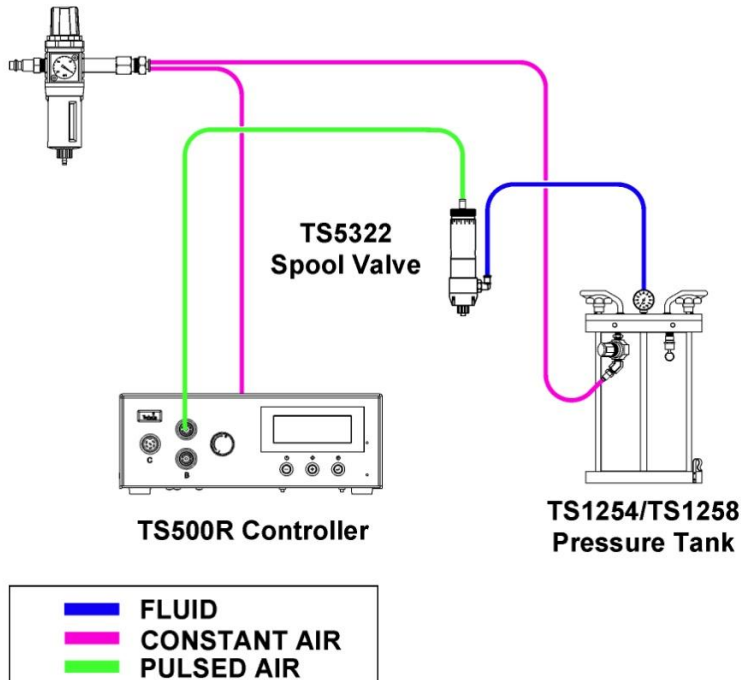 TS5322
Spool Valve
C
B
TS500R Controller
TS1254/TS1258
Pressure Tank
FLUID
CONSTANT AIR
PULSED AIR